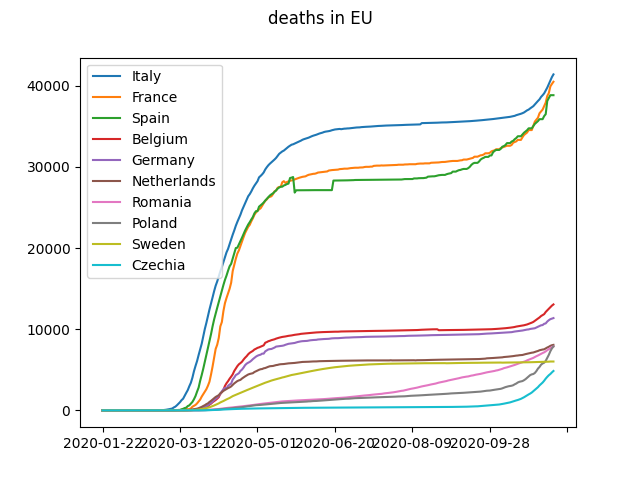 deaths in EU
40000
30000
20000
10000
0
Italy
France
Spain
Belgium
Germany
Netherlands
Romania
Poland
Sweden
Czechia
2020-01-22 2020-03-12 2020-05-01 2020-06-20 2020-08-09 2020-09-28